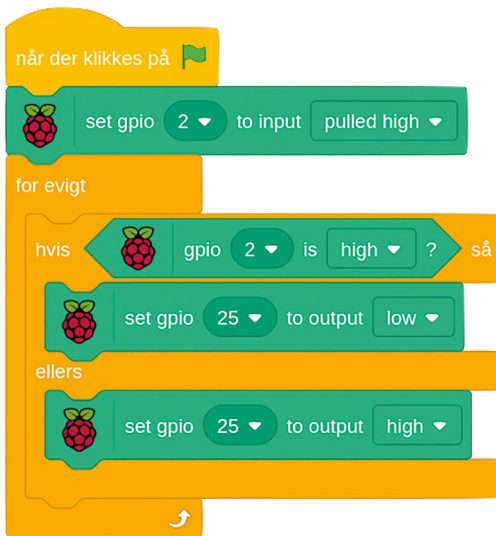 når der klikkes på
set gpio 2 to input pulled high
for evigt
hvis gpio 2 is high ? så
set gpio 25 to output low
ellers
set gpio 25 to output high